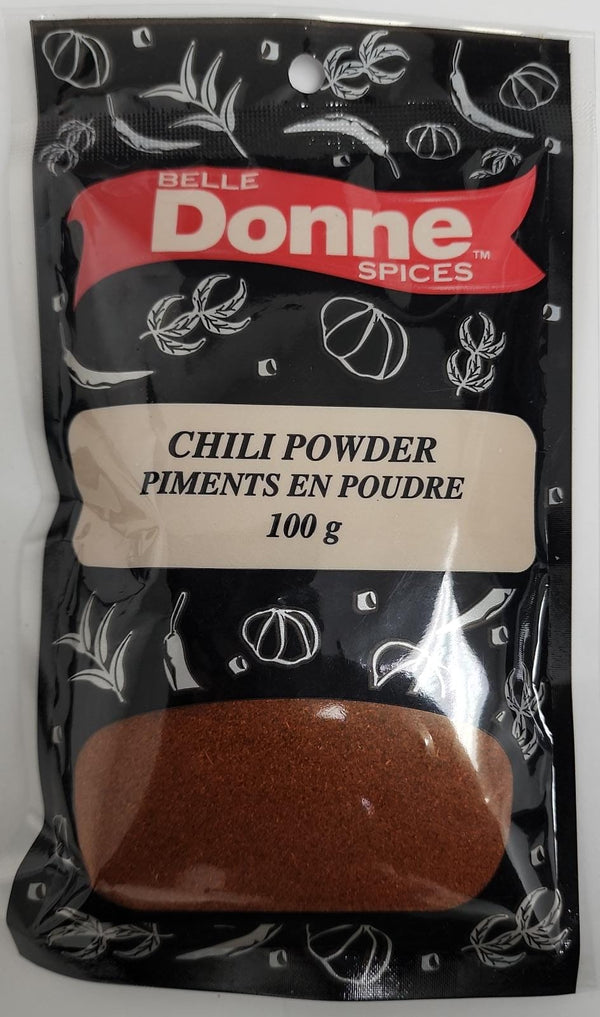 BELLE
Donne™
SPICES
CHILI POWDER
PIMENTS EN POUDRE
100 g